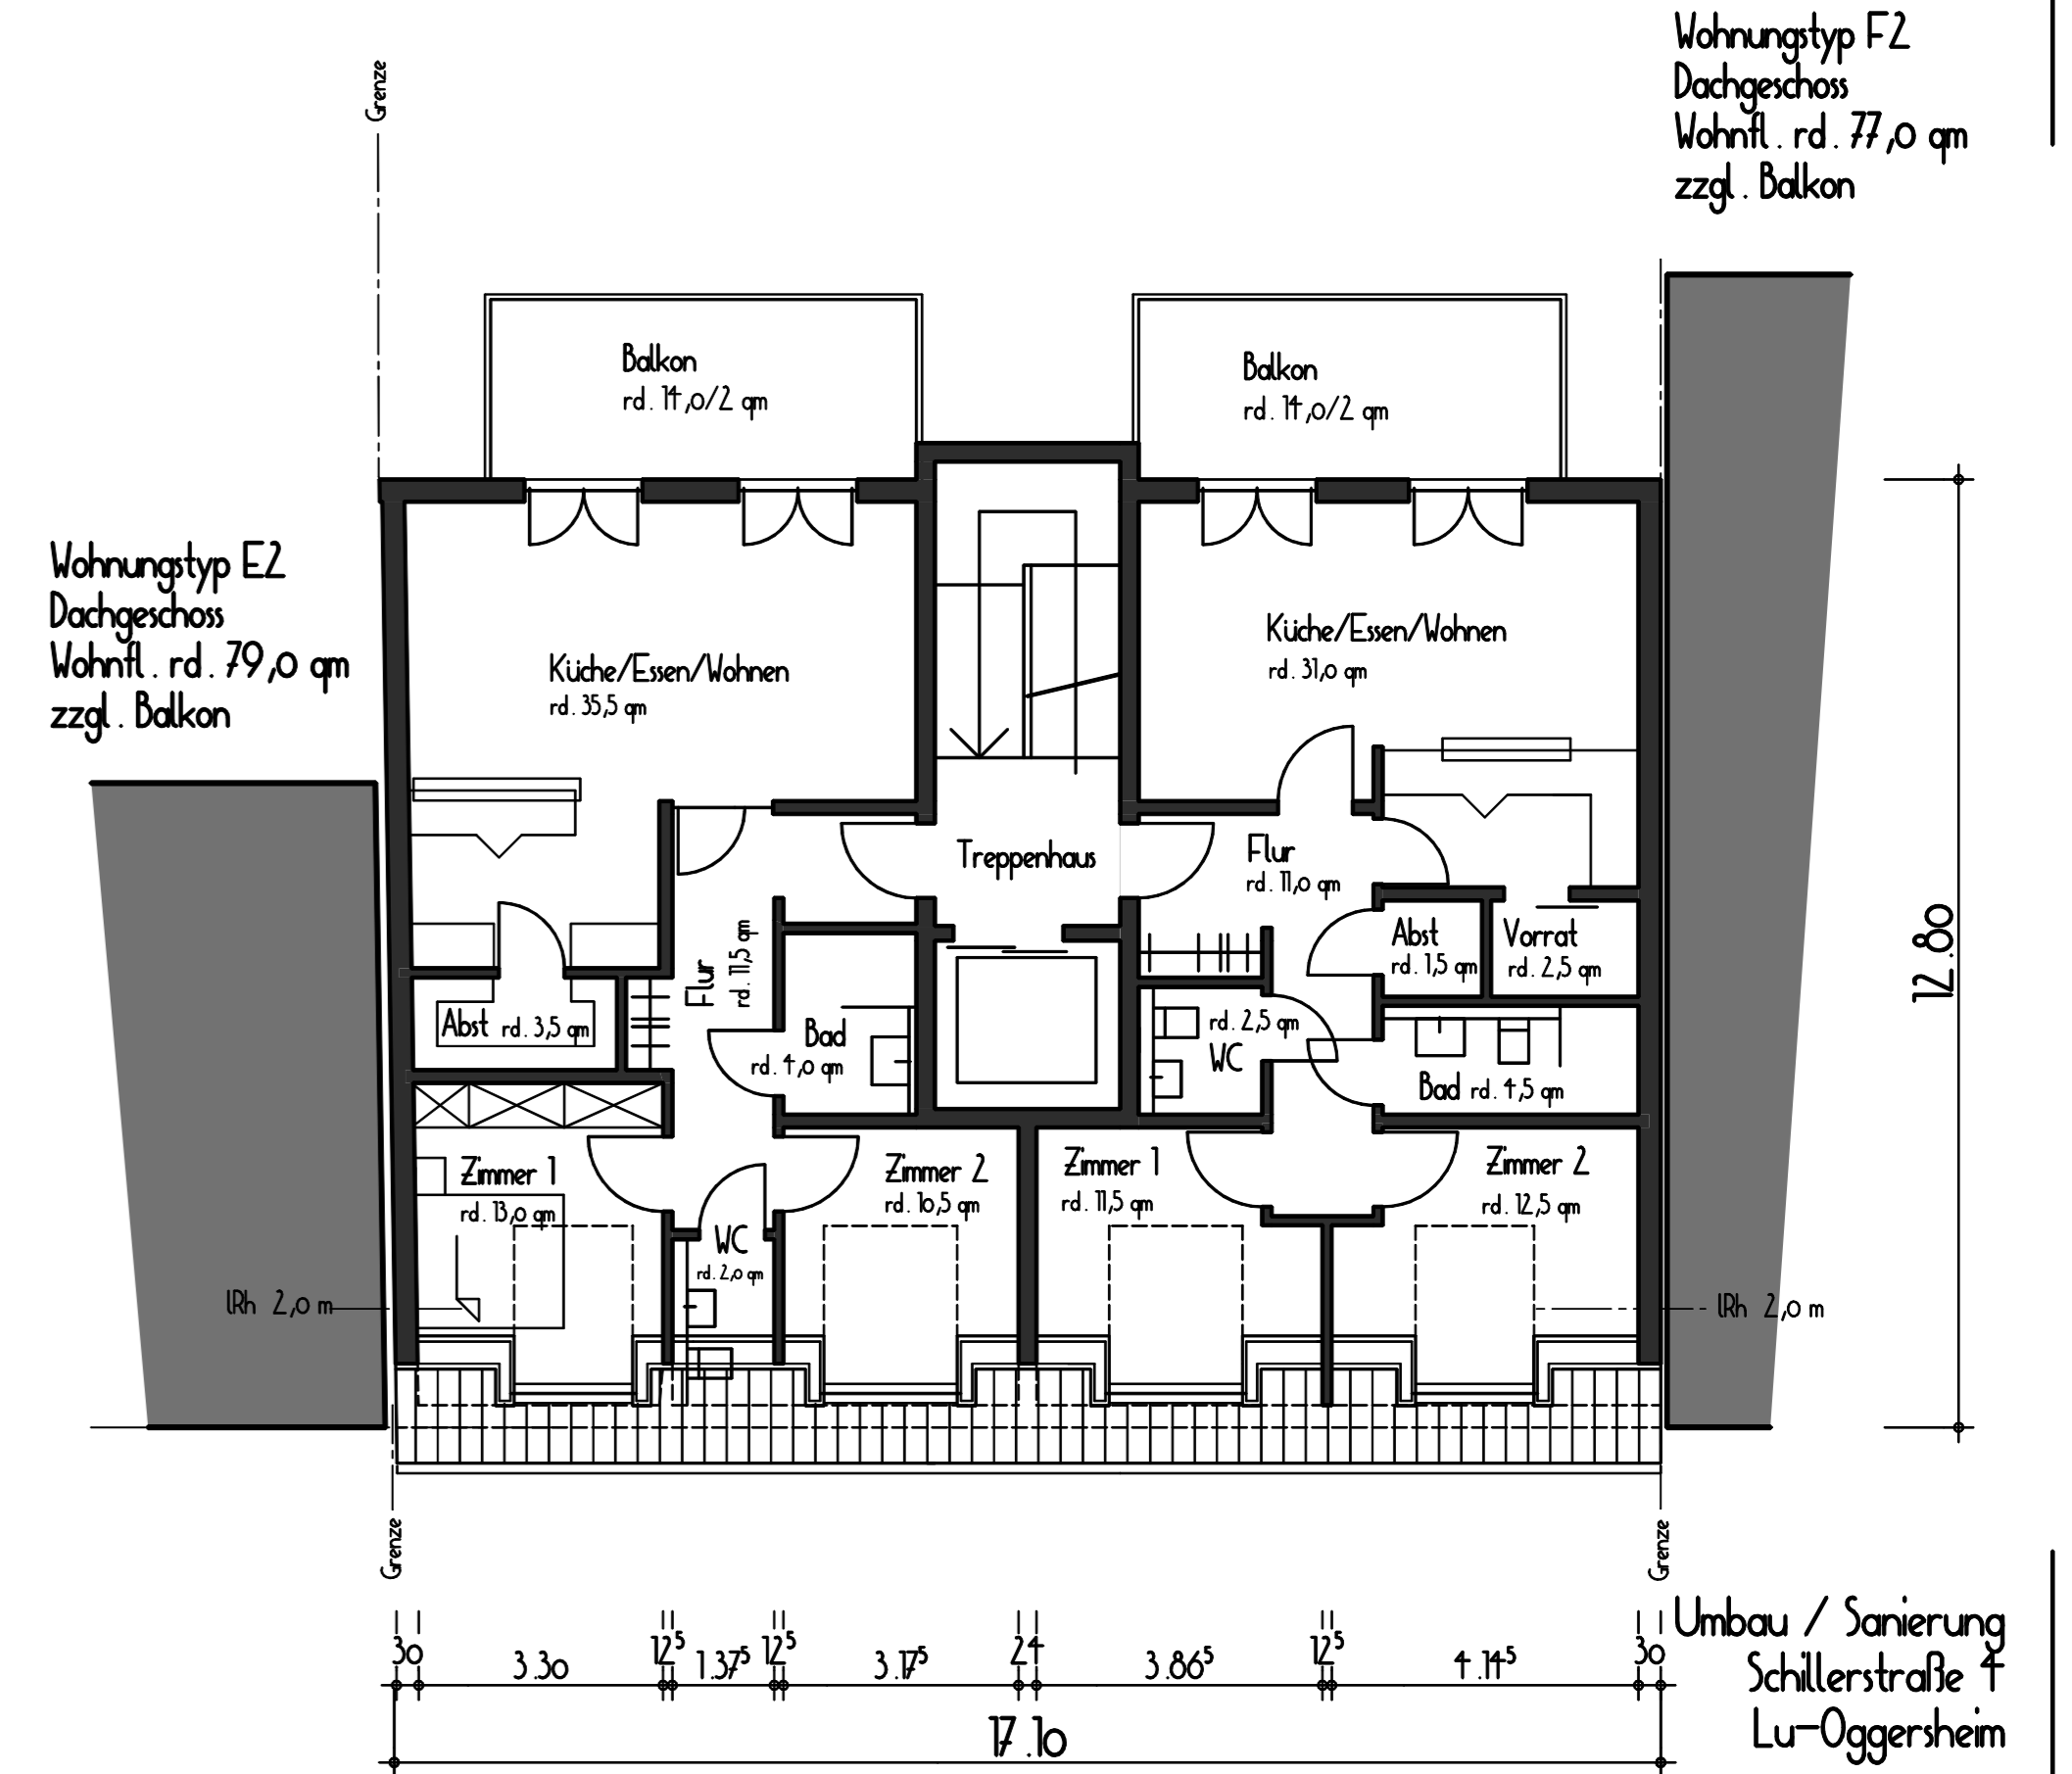 Wohnungstyp F2
Dachgeschoss
Wohnfl. rd. 77,0 qm
zzgl. Balkon
Grenze
Balkon
rd. 14,0/2 qm
Balkon
rd. 14,0/2 qm
Wohnungstyp E2
Dachgeschoss
Wohnfl. rd. 79,0 qm
zzgl. Balkon
Küche/Essen/Wohnen
rd. 35,5 qm
Küche/Essen/Wohnen
rd. 31,0 qm
Treppenhaus
Flur
rd. 11,0 qm
Flur
rd. 11,5 qm
Abst
rd. 1,5 qm
Vorrat
rd. 2,5 qm
12.80
Abst rd. 3,5 qm
Bad
rd. 4,0 qm
rd. 2,5 qm
WC
Bad rd. 4,5 qm
Zimmer 1
rd. 13,0 qm
Zimmer 2
rd. 10,5 qm
Zimmer 1
rd. 11,5 qm
Zimmer 2
rd. 12,5 qm
WC
rd. 2,0 qm
lRh 2,0 m
lRh 2,0 m
Grenze
Grenze
30 3.30 12⁵ 1.37⁵ 12⁵ 3.17⁵ 24 3.86⁵ 12⁵ 4.14⁵ 30
17.10
Umbau / Sanierung
Schillerstraße 4
Lu-Oggersheim